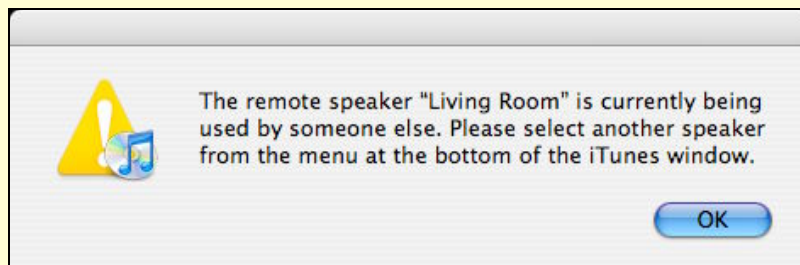 The remote speaker “Living Room” is currently being
used by someone else. Please select another speaker
from the menu at the bottom of the iTunes window.
OK